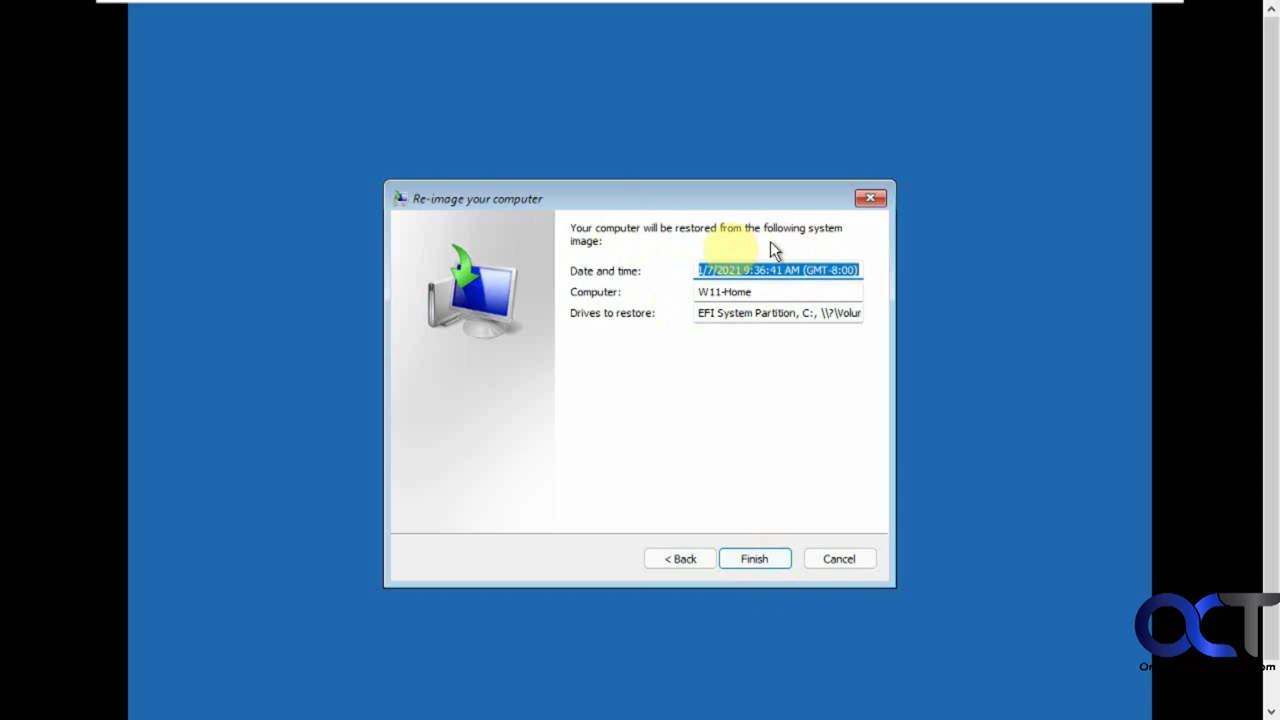 Re-image your computer
Your computer will be restored from the following system
image:
Date and time: 1/7/2021 9:36:41 AM (GMT-8:00)
Computer: W11-Home
Drives to restore: EFI System Partition, C:, \\?\Volur
< Back Finish Cancel
OCT